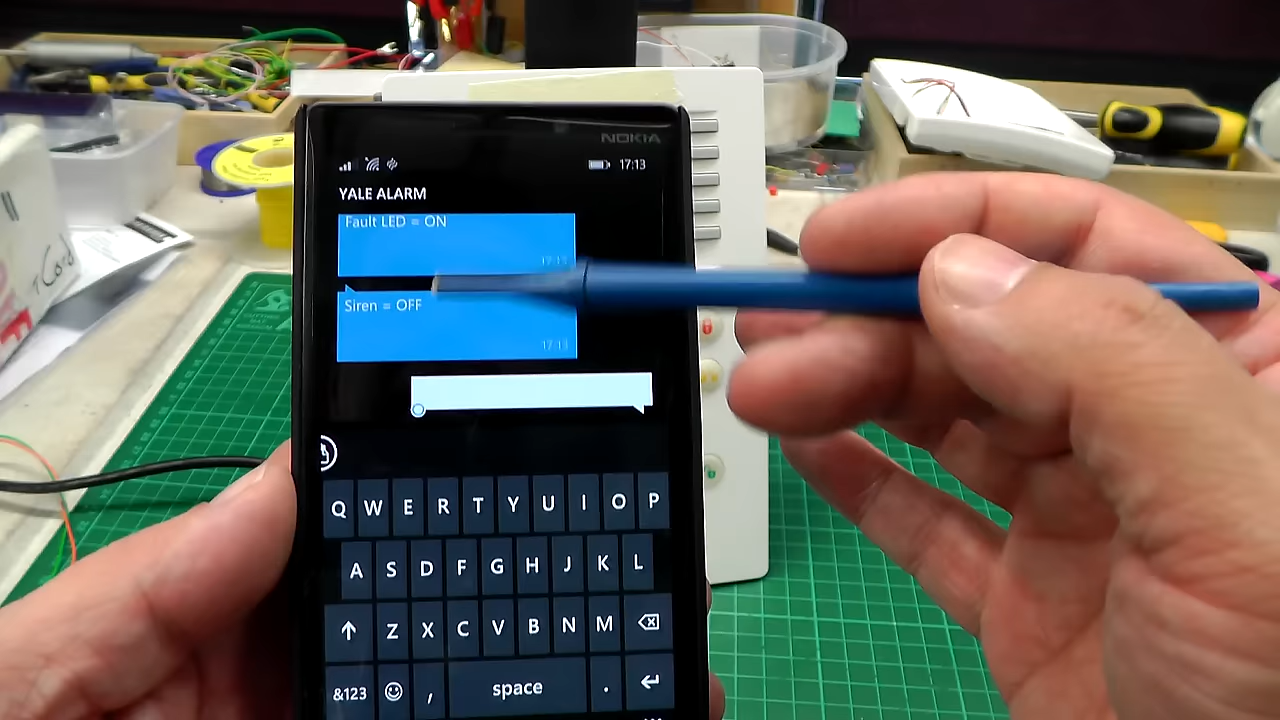 NOKIA
17:13
YALE ALARM
Fault LED = ON
Siren = OFF
17:13
Q W E R T Y U I O P
A S D F G H J K L
Z X C V B N M
&123 , space .